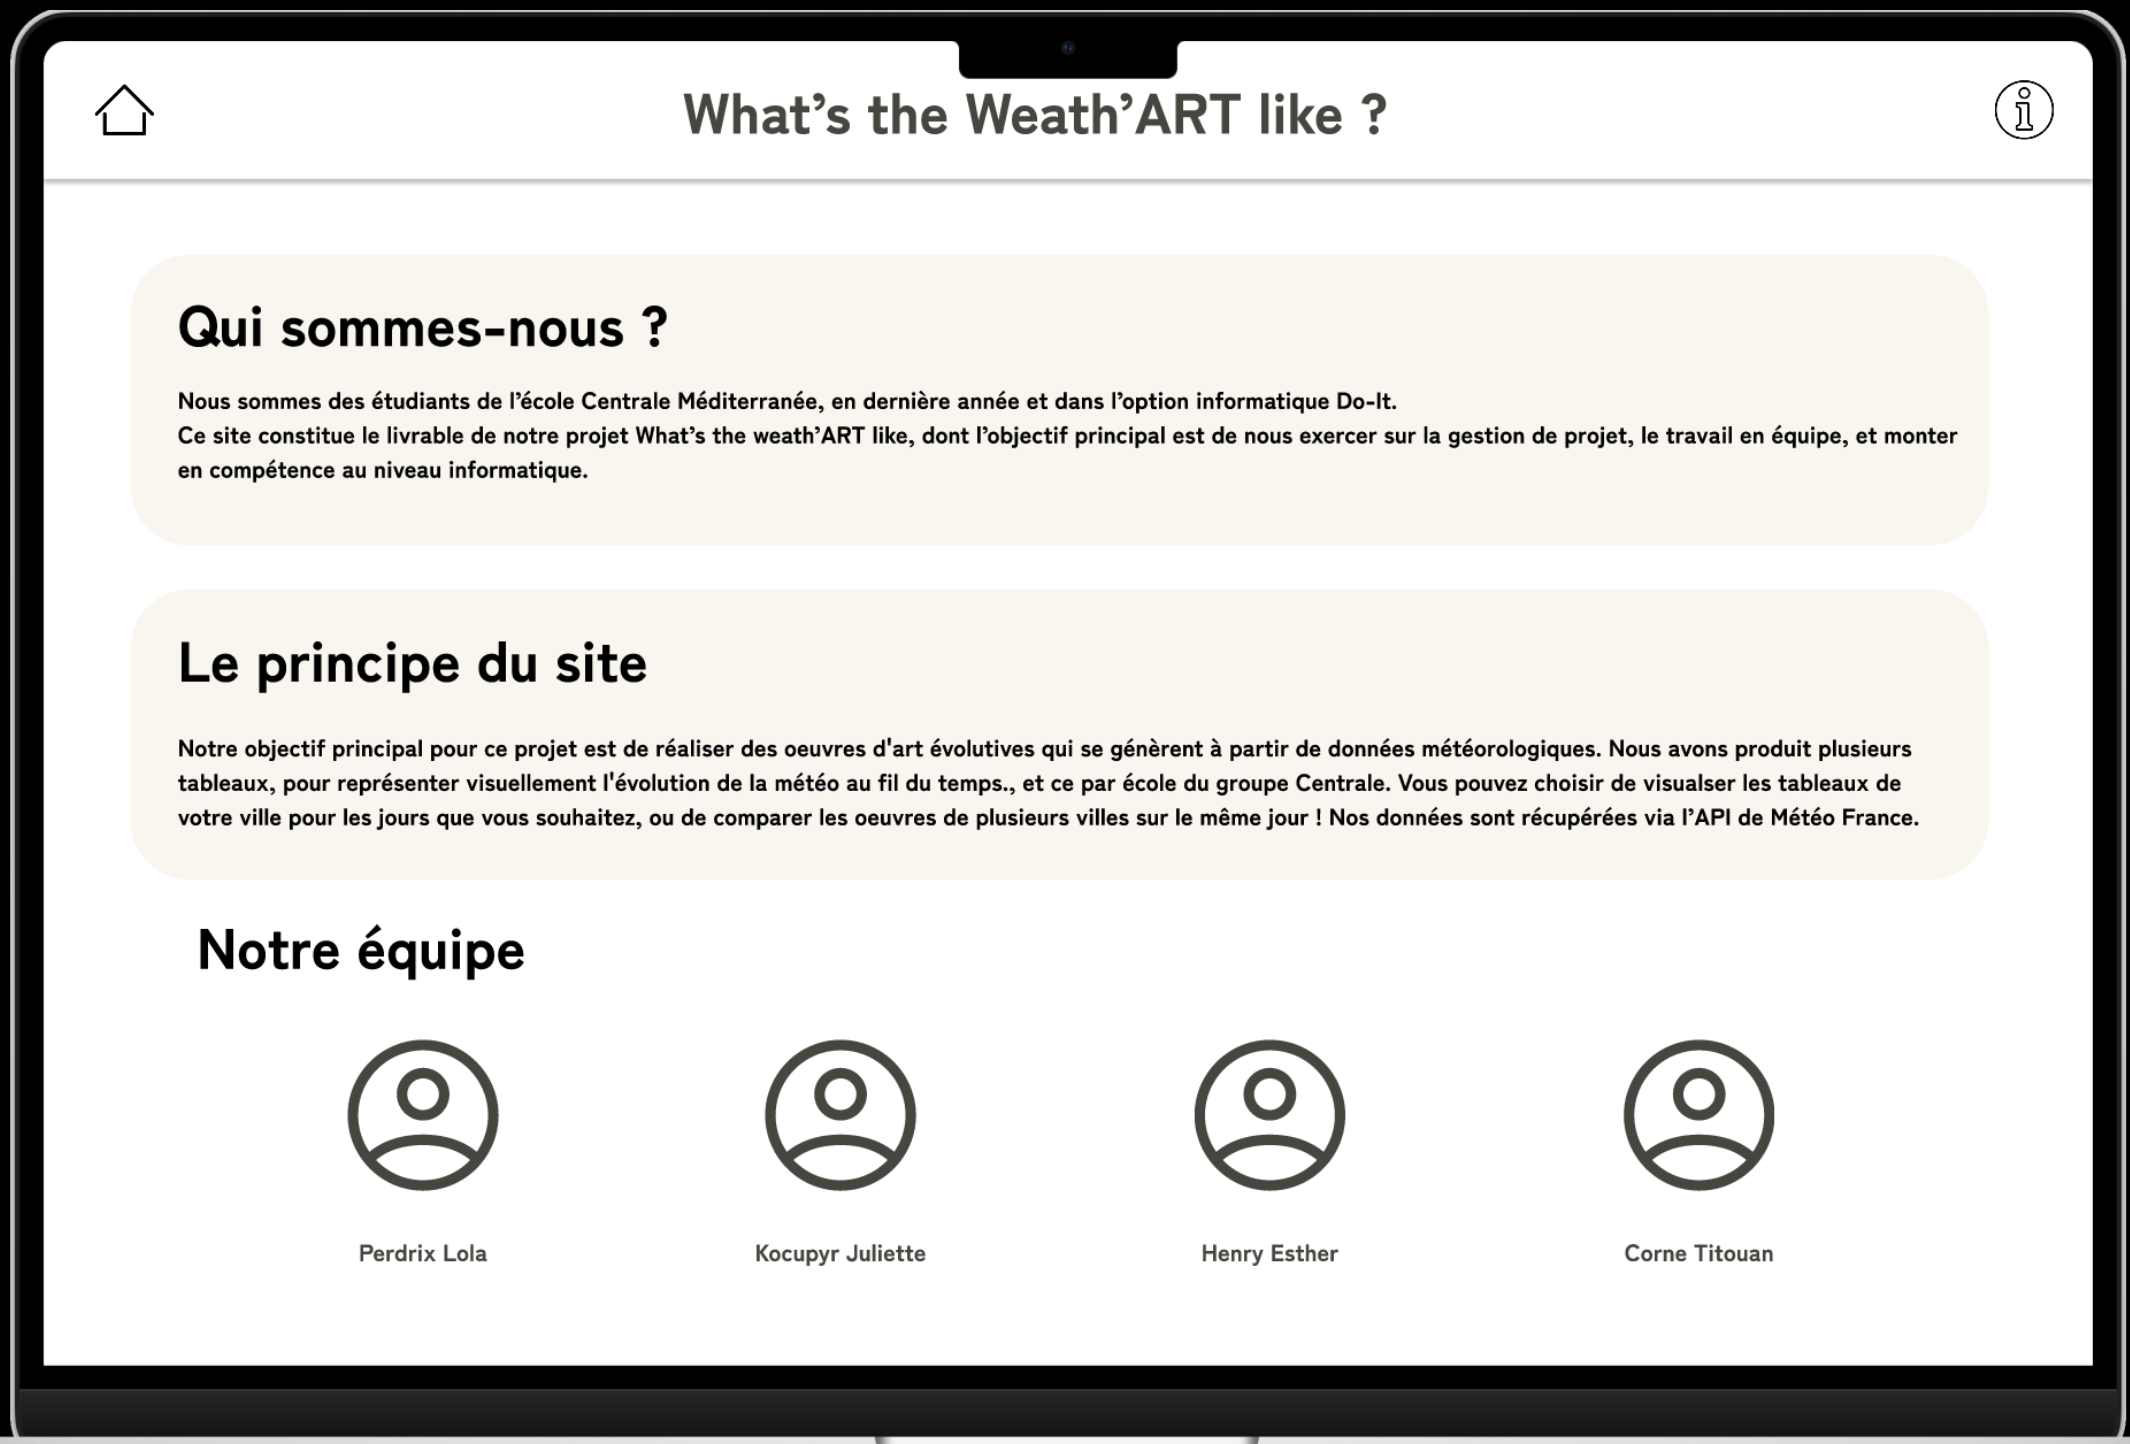 What’s the Weath’ART like ?
Qui sommes-nous ?
Nous sommes des étudiants de l’école Centrale Méditerranée, en dernière année et dans l’option informatique Do-It.
Ce site constitue le livrable de notre projet What’s the weath’ART like, dont l’objectif principal est de nous exercer sur la gestion de projet, le travail en équipe, et monter
en compétence au niveau informatique.
Le principe du site
Notre objectif principal pour ce projet est de réaliser des oeuvres d'art évolutives qui se génèrent à partir de données météorologiques. Nous avons produit plusieurs
tableaux, pour représenter visuellement l'évolution de la météo au fil du temps., et ce par école du groupe Centrale. Vous pouvez choisir de visualser les tableaux de
votre ville pour les jours que vous souhaitez, ou de comparer les oeuvres de plusieurs villes sur le même jour ! Nos données sont récupérées via l’API de Météo France.
Notre équipe
Perdrix Lola
Kocupyr Juliette
Henry Esther
Corne Titouan